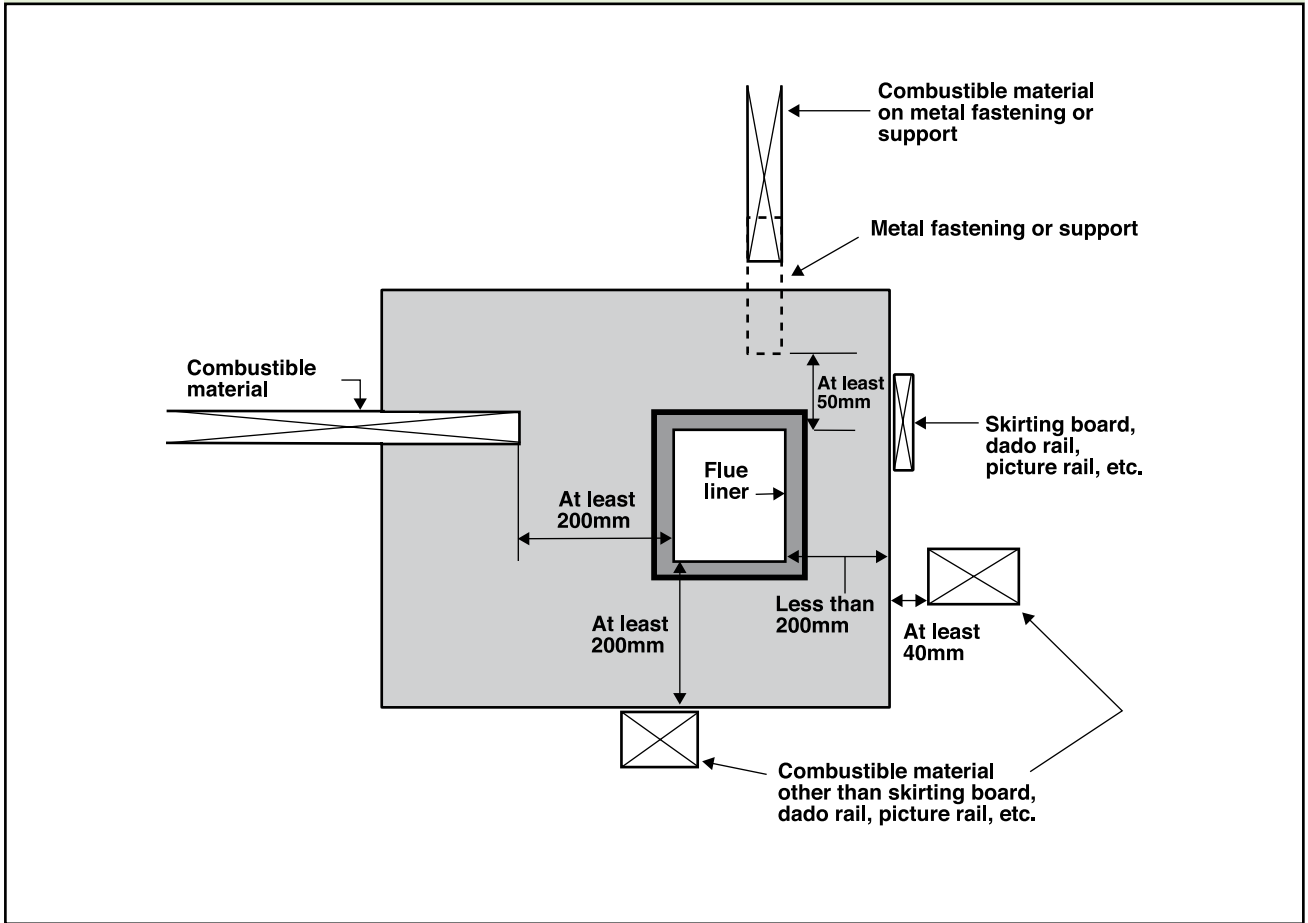 Combustible material
on metal fastening or
support
Metal fastening or support
Combustible
material
At least
50mm
Skirting board,
dado rail,
picture rail, etc.
Flue
liner
At least
200mm
At least
200mm
Less than
200mm
At least
40mm
Combustible material
other than skirting board,
dado rail, picture rail, etc.